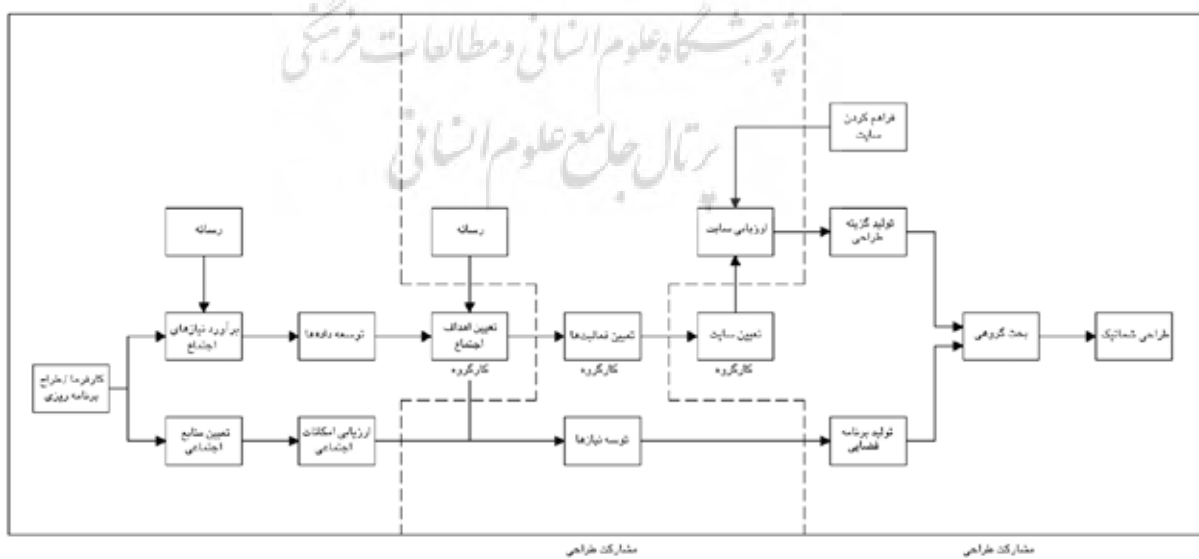 پژوهشگاه علوم انسانی و مطالعات فرهنگی
پرتال جامع علوم انسانی
فراهم کردن
سایت
رسانه
رسانه
ارزیابی سایت
تولید گزینه
طراحی
برآورد نیازهای
اجتماع
توسعه داده‌ها
تعیین اهداف
اجتماع
کارگروه
تعیین فعالیت‌ها
کارگروه
تعیین سایت
کارگروه
بحث گروهی
طراحی شماتیک
کارفرما / طراح
برنامه ریزی
تعیین منابع
اجتماعی
ارزیابی امکانات
اجتماعی
توسه نیازها
تولید برنامه
فضایی
مشارکت طراحی
مشارکت طراحی